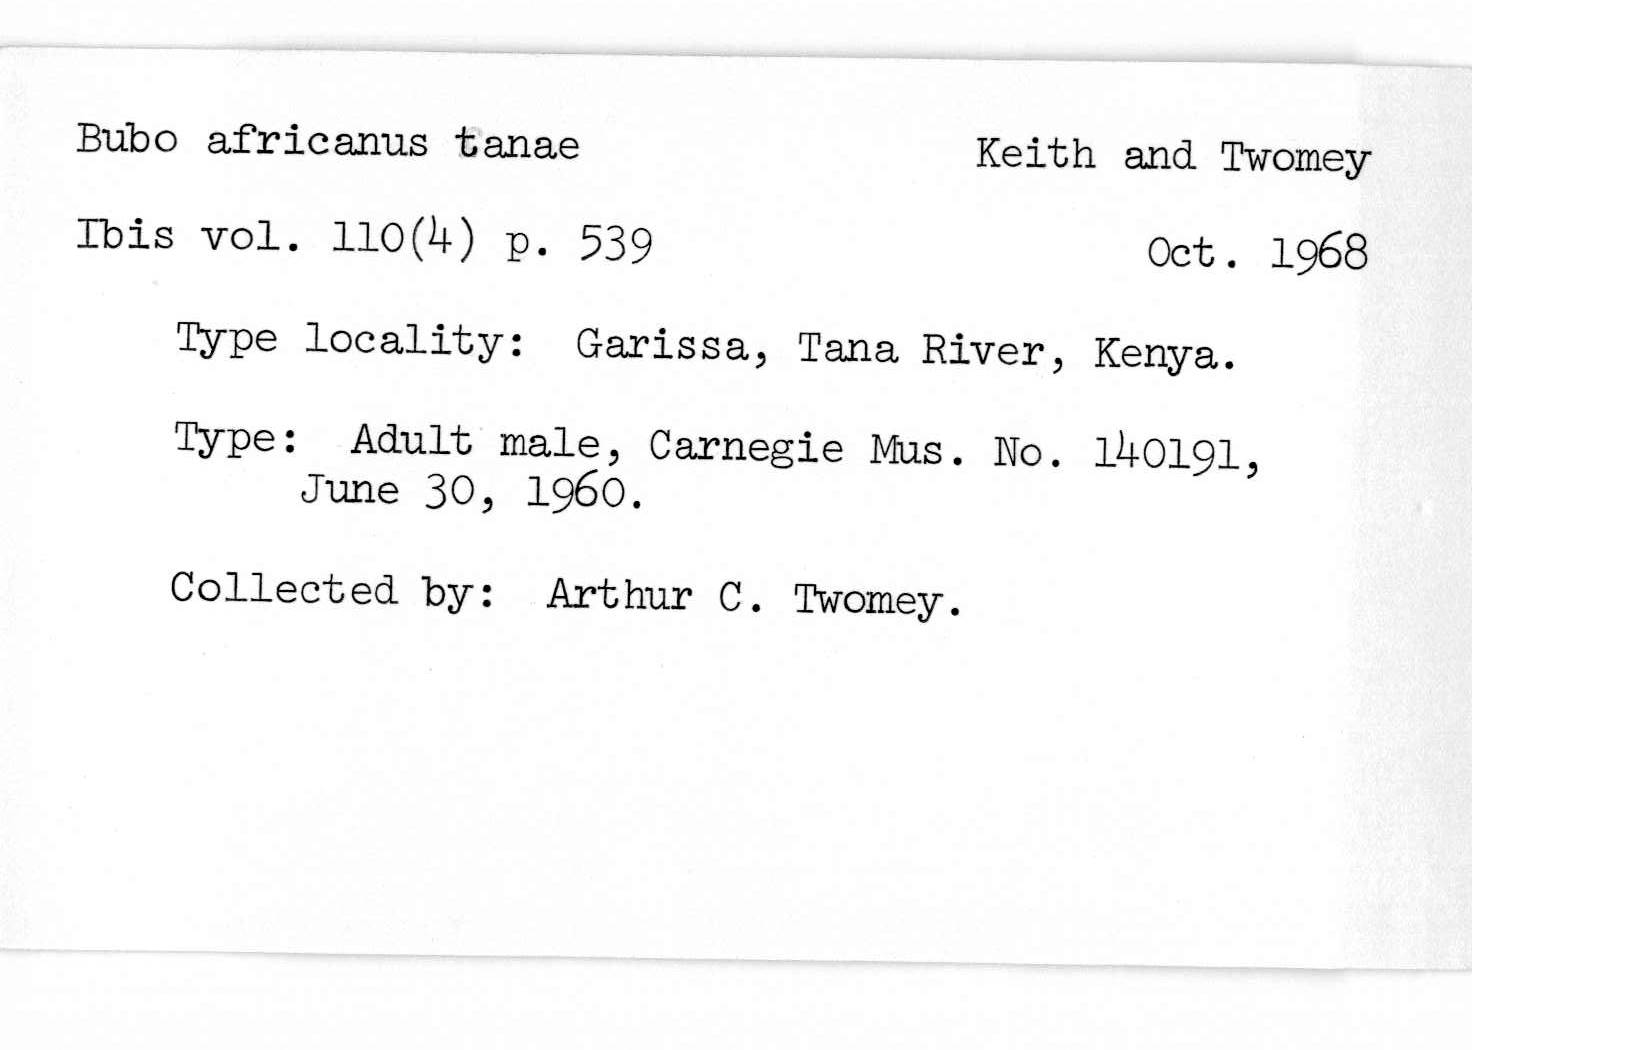 Bubo africanus tanae Keith and Twomey
Ibis vol. 110(4) p. 539 Oct. 1968
Type locality: Garissa, Tana River, Kenya.
Type: Adult male, Carnegie Mus. No. 140191,
June 30, 1960.
Collected by: Arthur C. Twomey.